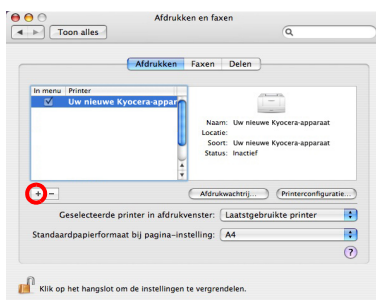 Afdrukken en faxen
Toon alles
Afdrukken Faxen Delen
In menu Printer
Uw nieuwe Kyocera-appar
Naam: Uw nieuwe Kyocera-apparaat
Locatie:
Soort: Uw nieuwe Kyocera-apparaat
Status: Inactief
+ −
Afdrukwachtrij... Printerconfiguratie...
Geselecteerde printer in afdrukvenster: Laatstgebruikte printer
Standaardpapierformaat bij pagina-instelling: A4
?
Klik op het hangslot om de instellingen te vergrendelen.